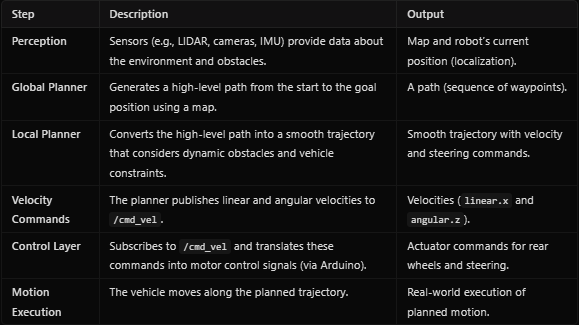 Step Description Output
Perception Sensors (e.g., LIDAR, cameras, IMU) provide data about Map and robot's current
the environment and obstacles. position (localization).
Global Planner Generates a high-level path from the start to the goal A path (sequence of waypoints).
position using a map.
Local Planner Converts the high-level path into a smooth trajectory Smooth trajectory with velocity
that considers dynamic obstacles and vehicle and steering commands.
constraints.
Velocity The planner publishes linear and angular velocities to Velocities ( linear.x and
Commands /cmd_vel . angular.z ).
Control Layer Subscribes to /cmd_vel and translates these Actuator commands for rear
commands into motor control signals (via Arduino). wheels and steering.
Motion The vehicle moves along the planned trajectory. Real-world execution of
Execution planned motion.